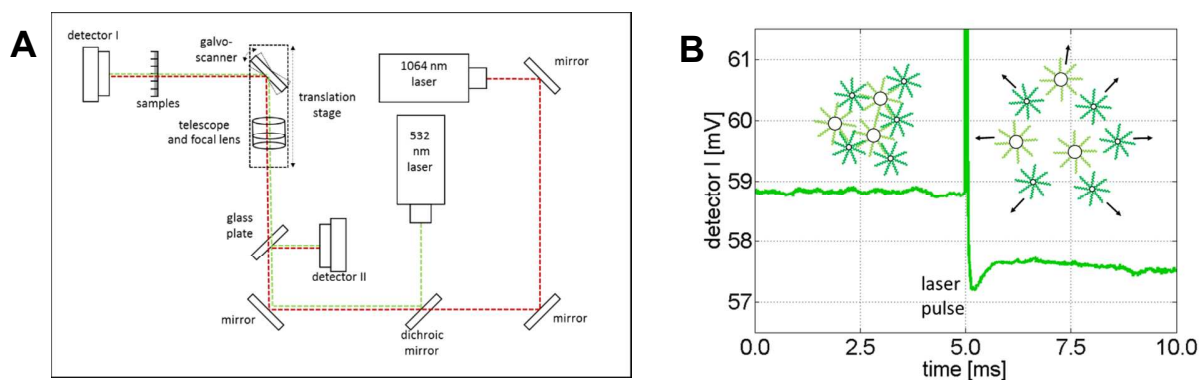 A
detector I
galvo-
scanner
samples
telescope
and focal lens
translation
stage
1064 nm
laser
mirror
532
nm
laser
glass
plate
detector II
mirror
dichroic
mirror
mirror
B
detector I [mV]
61
60
59
58
57
laser
pulse
0.0 2.5 5.0 7.5 10.0
time [ms]